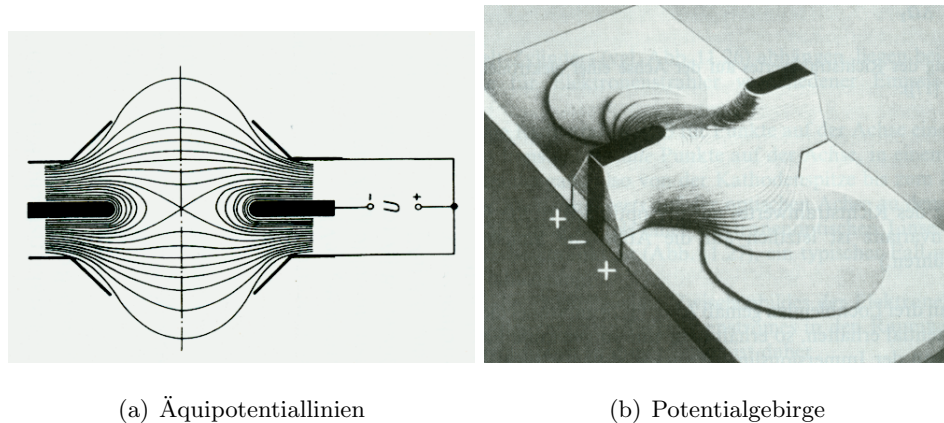 - U +
+
−
+
(a) Äquipotentiallinien
(b) Potentialgebirge